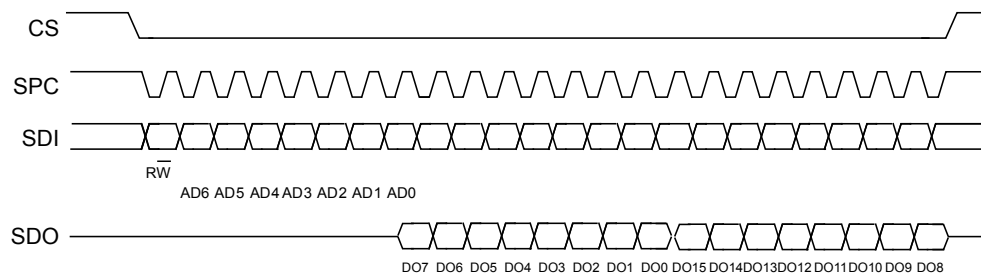 CS
SPC
SDI
RW
AD6 AD5 AD4 AD3 AD2 AD1 AD0
SDO
DO7 DO6 DO5 DO4 DO3 DO2 DO1 DO0 DO15 DO14 DO13 DO12 DO11 DO10 DO9 DO8